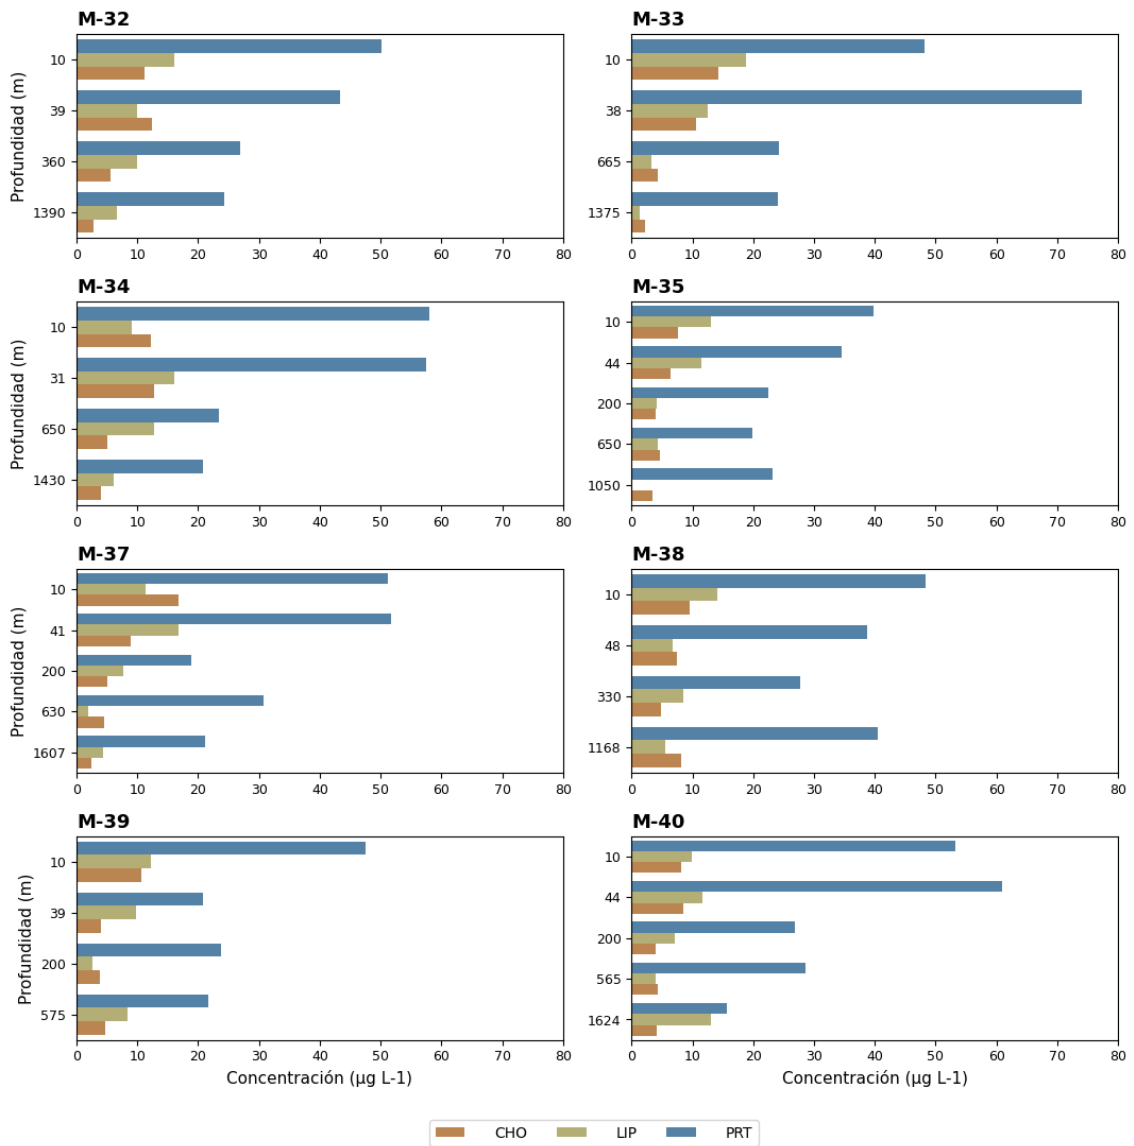 M-32
Profundidad (m)
10
39
360
1390
0 10 20 30 40 50 60 70 80
M-33
10
38
665
1375
0 10 20 30 40 50 60 70 80
M-34
Profundidad (m)
10
31
650
1430
0 10 20 30 40 50 60 70 80
M-35
10
44
200
650
1050
0 10 20 30 40 50 60 70 80
M-37
Profundidad (m)
10
41
200
630
1607
0 10 20 30 40 50 60 70 80
M-38
10
48
330
1168
0 10 20 30 40 50 60 70 80
M-39
Profundidad (m)
10
39
200
575
0 10 20 30 40 50 60 70 80
Concentración (μg L-1)
M-40
10
44
200
565
1624
0 10 20 30 40 50 60 70 80
Concentración (μg L-1)
CHO LIP PRT